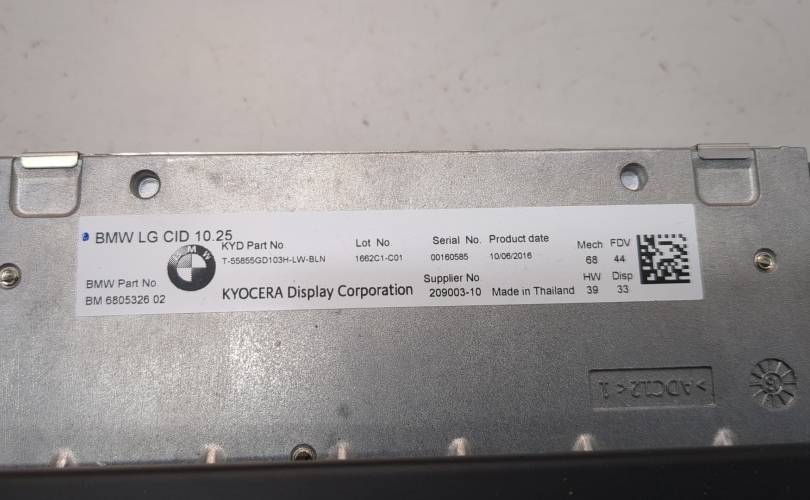 BMW LG CID 10.25
BMW Part No
BM 6805326 02
BMW
KYD Part No
T-55855GD103H-LW-BLN
Lot No.
1662C1-C01
Serial No.
00160585
Product date
10/06/2016
KYOCERA Display Corporation
Supplier No
209003-10
Made in Thailand
Mech FDV
68 44
HW Disp
39 33
>ADC12<1